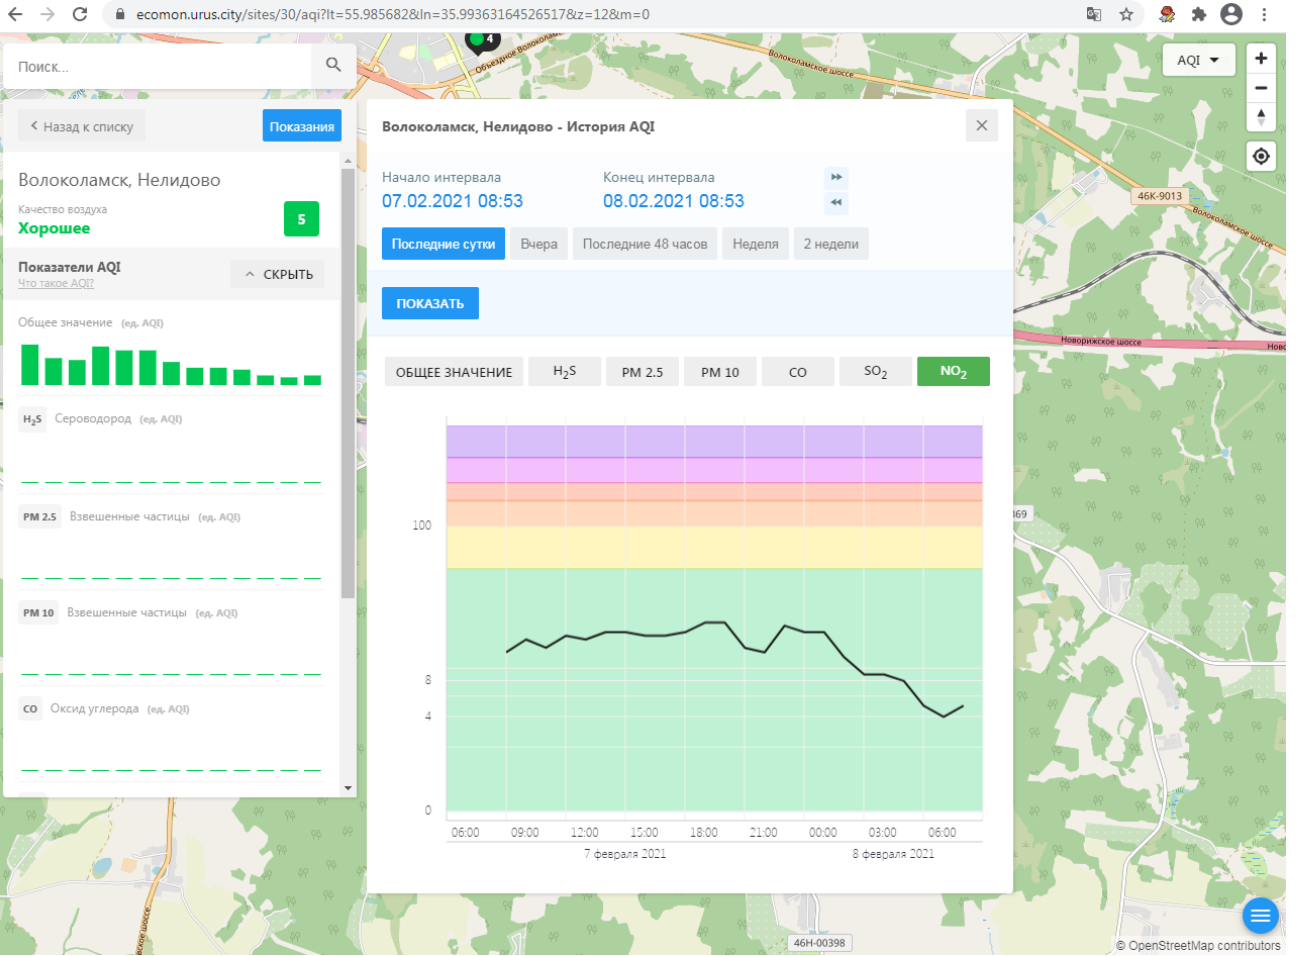 ecomon.urus.city/sites/30/aqi?lt=55.985682&ln=35.99363164526517&z=12&m=0
4
Объездное Волоколамское
Волоколамское шоссе
Поиск...
AQI
Назад к списку
Показания
Волоколамск, Нелидово
Качество воздуха
Хорошее
5
Показатели AQI
Что такое AQI?
СКРЫТЬ
Общее значение (ед. AQI)
H₂S Сероводород (ед. AQI)
PM 2.5 Взвешенные частицы (ед. AQI)
PM 10 Взвешенные частицы (ед. AQI)
CO Оксид углерода (ед. AQI)
Волоколамск, Нелидово - История AQI
Начало интервала
07.02.2021 08:53
Конец интервала
08.02.2021 08:53
Последние сутки
Вчера
Последние 48 часов
Неделя
2 недели
ПОКАЗАТЬ
ОБЩЕЕ ЗНАЧЕНИЕ
H₂S
PM 2.5
PM 10
CO
SO₂
NO₂
100
8
4
0
06:00 09:00 12:00 15:00 18:00 21:00 00:00 03:00 06:00
7 февраля 2021
8 февраля 2021
46К-9013
Волоколамское шоссе
Новорижское шоссе
46Н-00398
© OpenStreetMap contributors